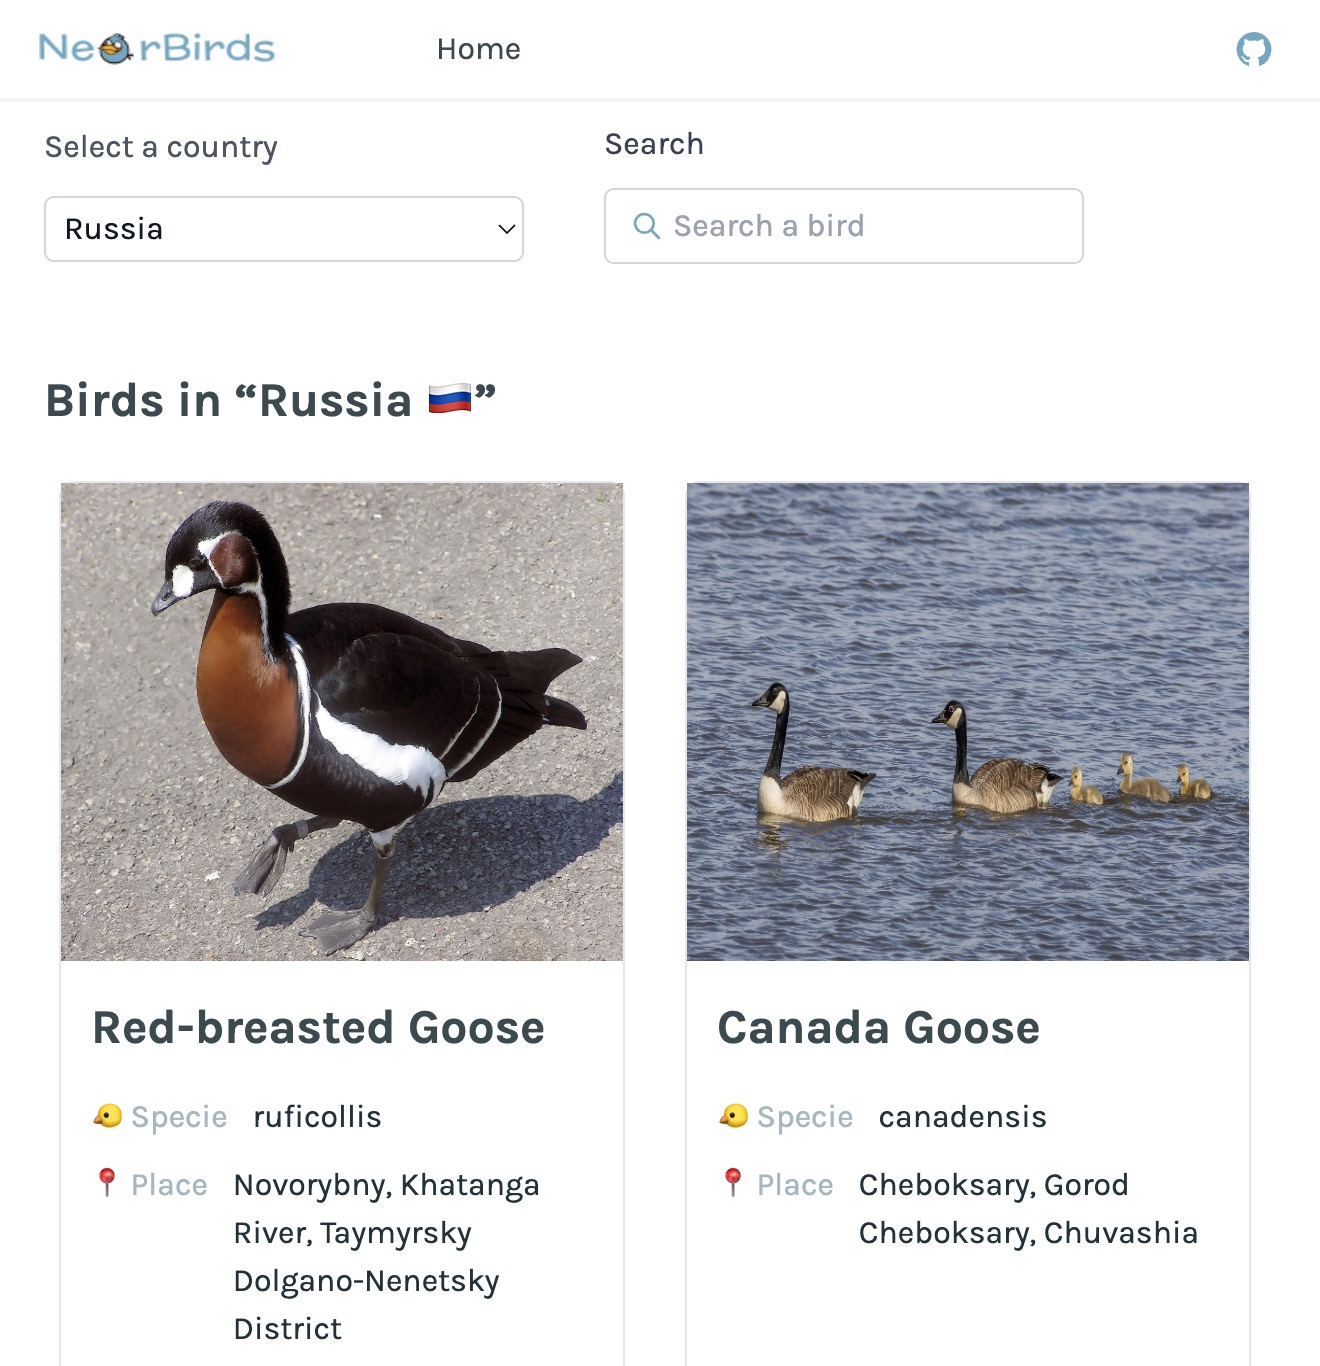 NearBirds
Home
Select a country
Search
Russia
Search a bird
Birds in “Russia 🇷🇺”
Red-breasted Goose
Specie ruficollis
Place Novorybny, Khatanga
River, Taymyrsky
Dolgano-Nenetsky
District
Canada Goose
Specie canadensis
Place Cheboksary, Gorod
Cheboksary, Chuvashia